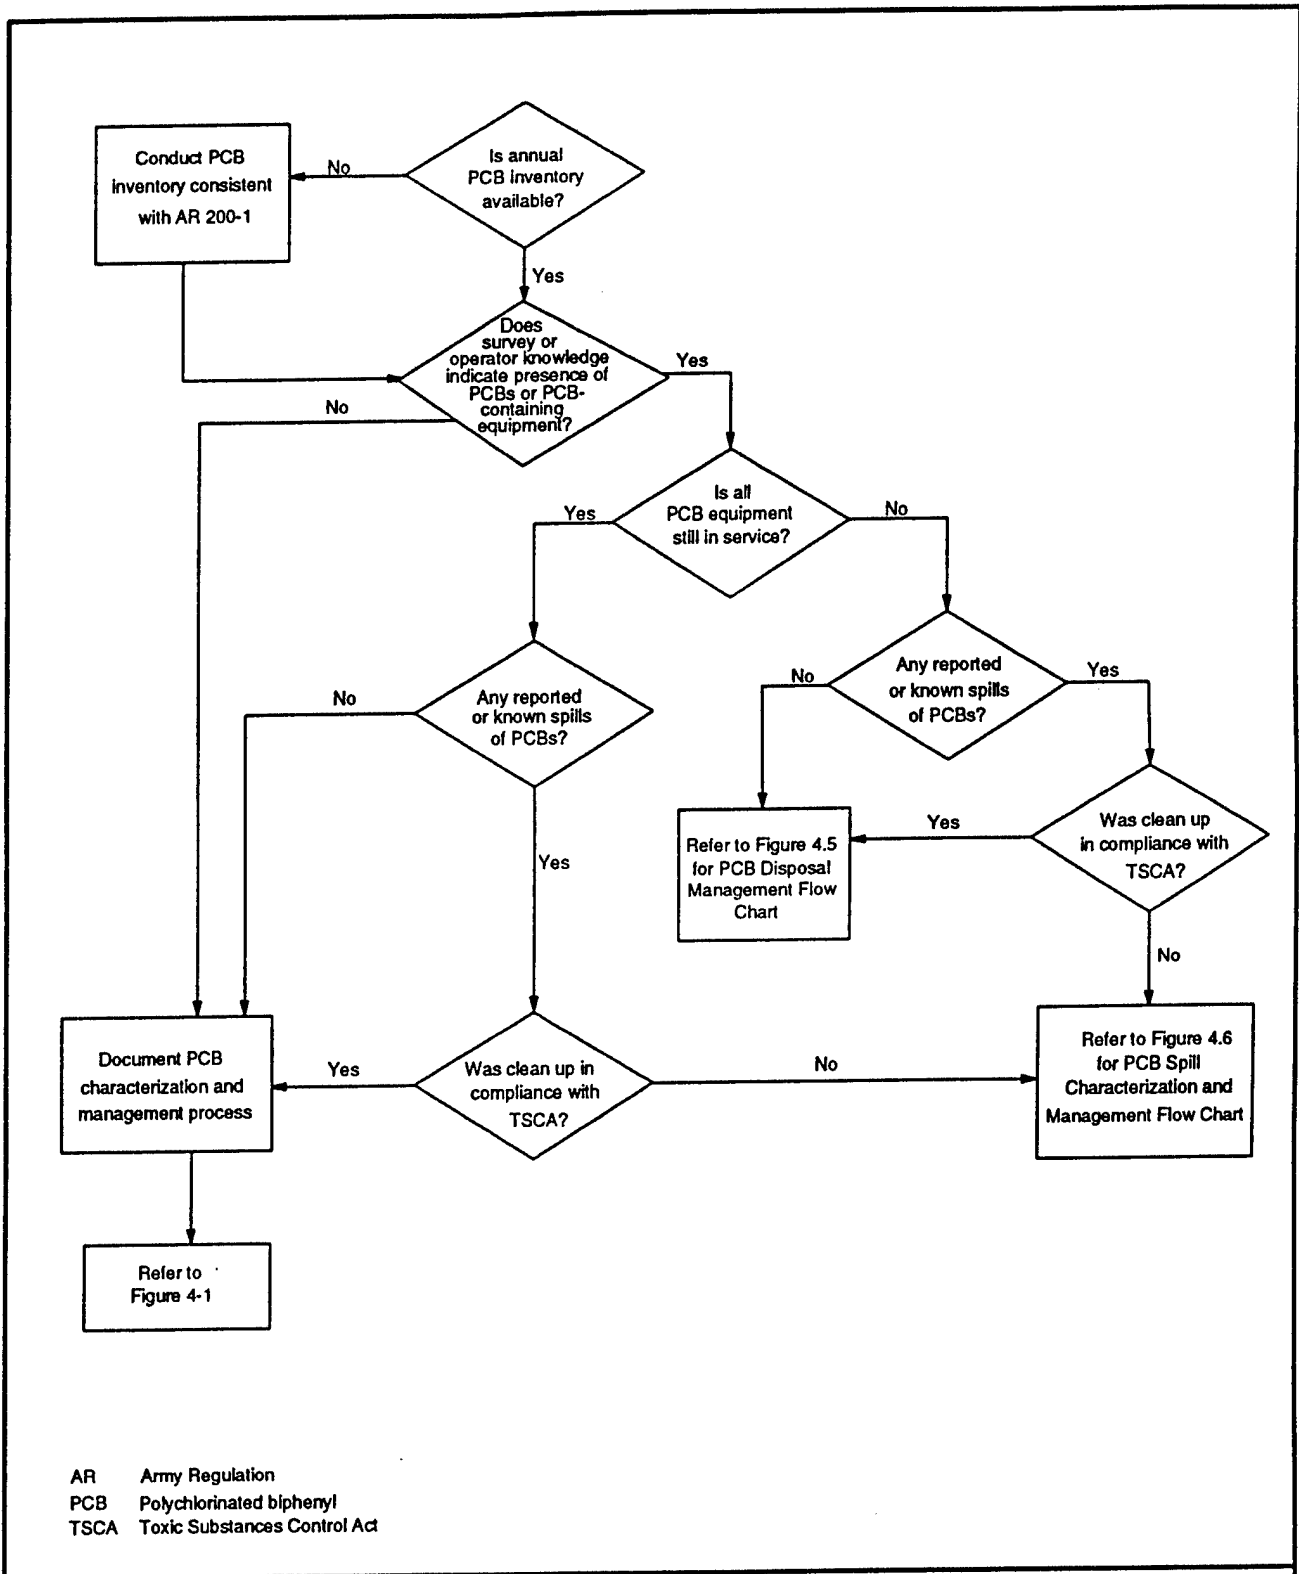 Is annual
PCB inventory
available?
No
Conduct PCB
inventory consistent
with AR 200-1
Yes
Does
survey or
operator knowledge
indicate presence of
PCBs or PCB-
containing
equipment?
Yes
No
Is all
PCB equipment
still in service?
Yes
No
Any reported
or known spills
of PCBs?
No
Yes
Any reported
or known spills
of PCBs?
No
Yes
Was clean up
in compliance with
TSCA?
Yes
Refer to Figure 4.5
for PCB Disposal
Management Flow
Chart
No
Document PCB
characterization and
management process
Yes
Was clean up in
compliance with
TSCA?
No
Refer to Figure 4.6
for PCB Spill
Characterization and
Management Flow Chart
Refer to
Figure 4-1
AR Army Regulation
PCB Polychlorinated biphenyl
TSCA Toxic Substances Control Act